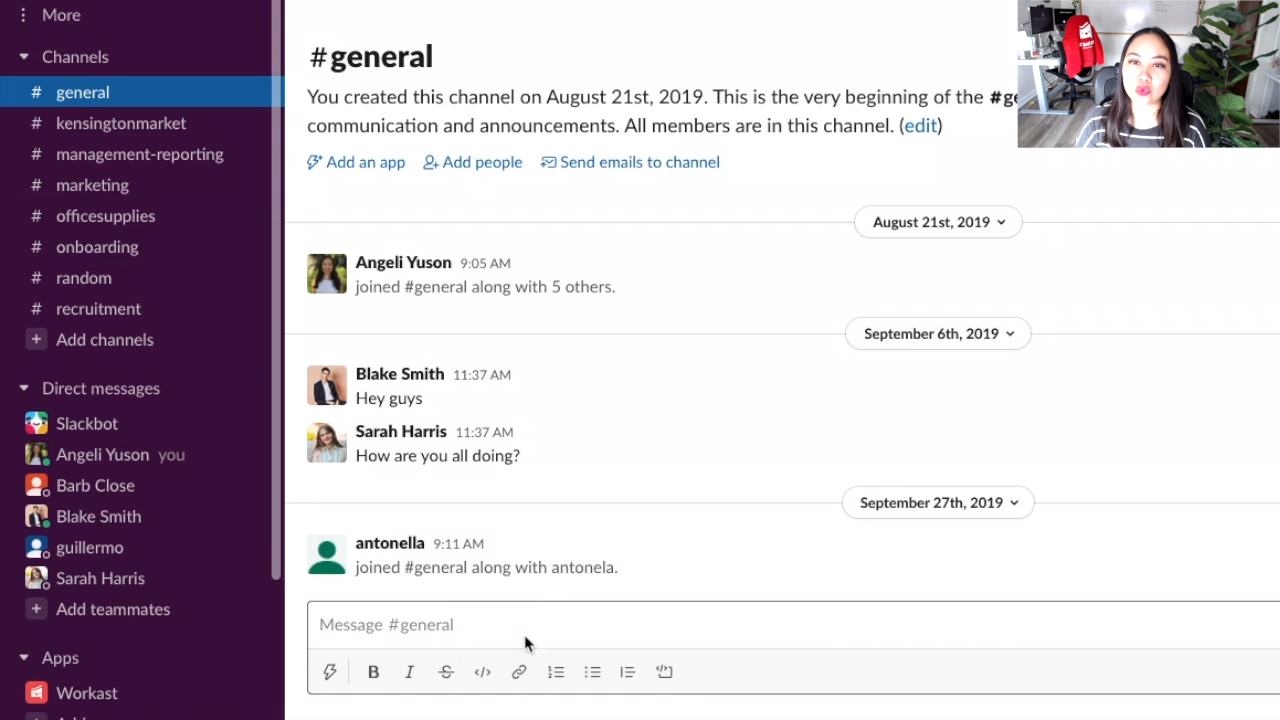 More
Channels
# general
# kensingtonmarket
# management-reporting
# marketing
# officesupplies
# onboarding
# random
# recruitment
+ Add channels
Direct messages
Slackbot
Angeli Yuson you
Barb Close
Blake Smith
guillermo
Sarah Harris
+ Add teammates
Apps
Workast
#general
You created this channel on August 21st, 2019. This is the very beginning of the
communication and announcements. All members are in this channel. (edit)
Add an app Add people Send emails to channel
August 21st, 2019
Angeli Yuson 9:05 AM
joined #general along with 5 others.
September 6th, 2019
Blake Smith 11:37 AM
Hey guys
Sarah Harris 11:37 AM
How are you all doing?
September 27th, 2019
antonella 9:11 AM
joined #general along with antonela.
Message #general
B I S </>